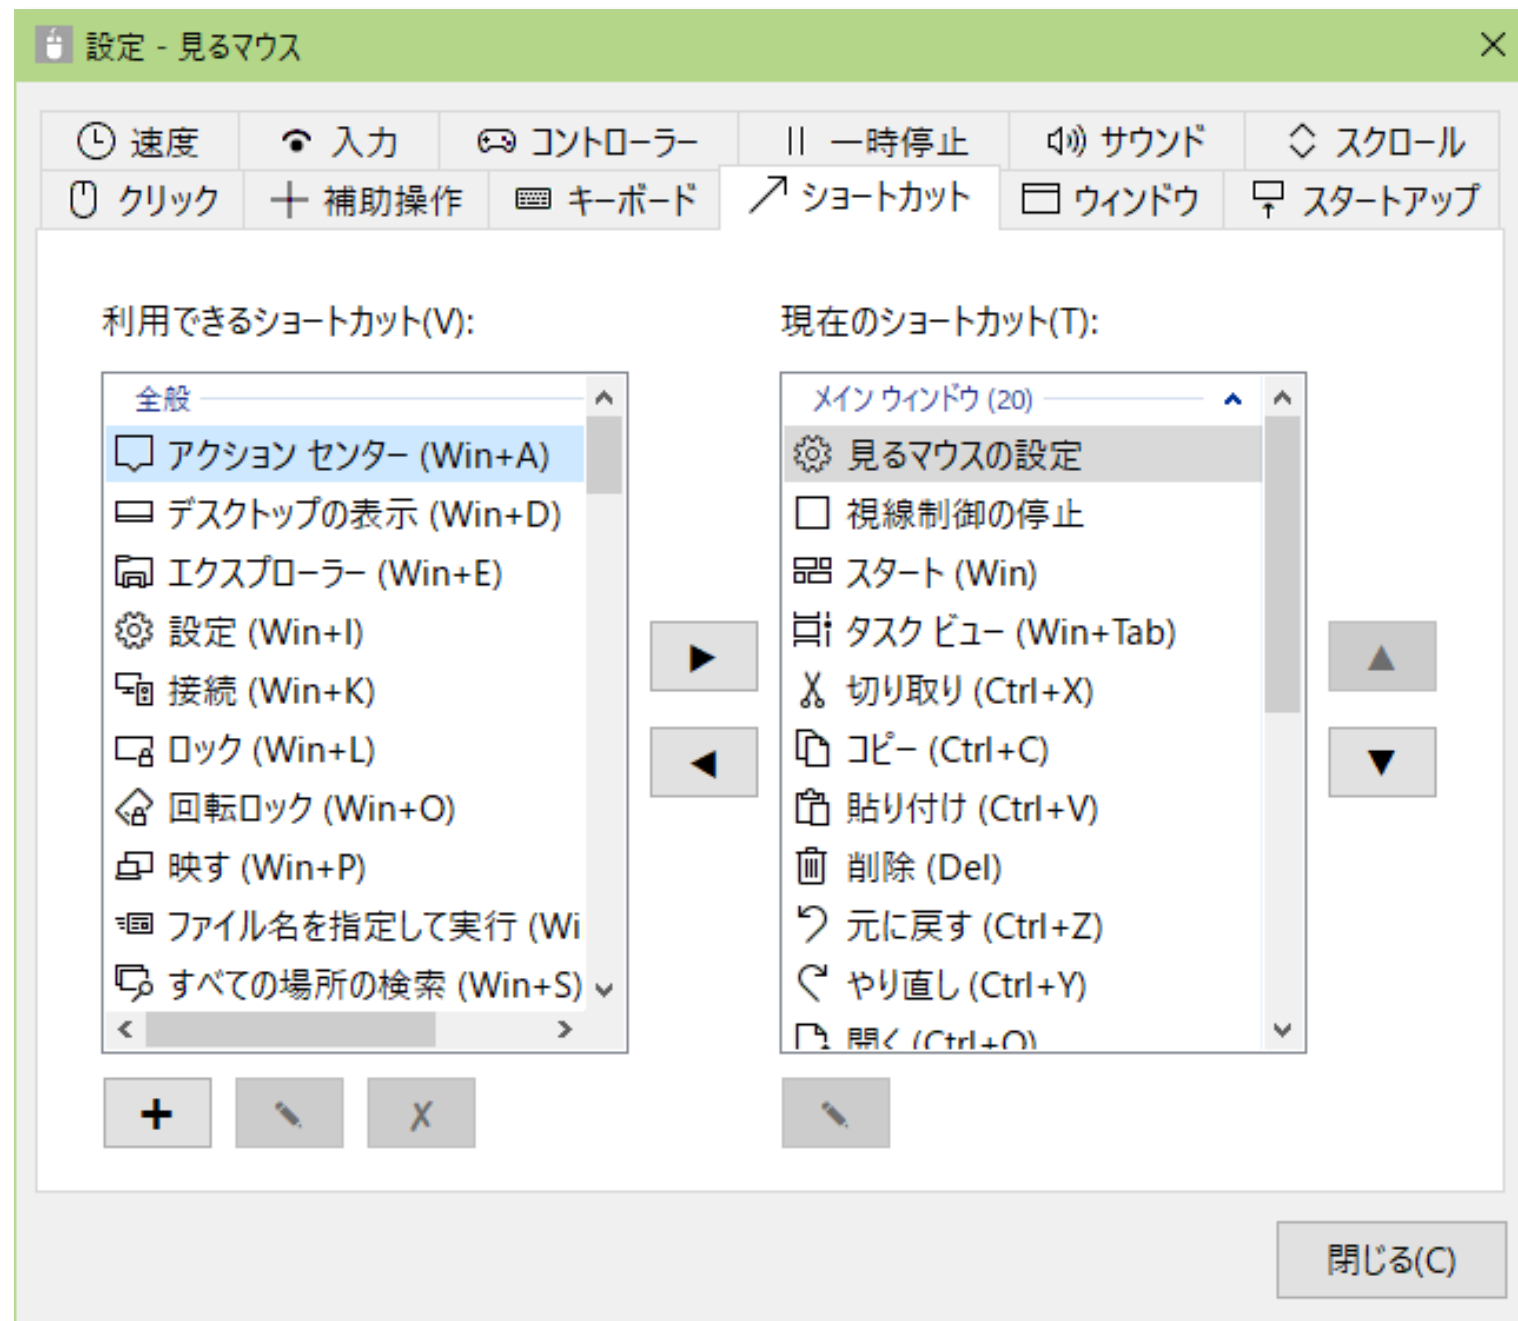 設定 - 見るマウス
速度 入力 コントローラー 一時停止 サウンド スクロール
クリック 補助操作 キーボード ショートカット ウィンドウ スタートアップ
利用できるショートカット(V):
全般
アクション センター (Win+A)
デスクトップの表示 (Win+D)
エクスプローラー (Win+E)
設定 (Win+I)
接続 (Win+K)
ロック (Win+L)
回転ロック (Win+O)
映す (Win+P)
ファイル名を指定して実行 (Wi
すべての場所の検索 (Win+S)
現在のショートカット(T):
メイン ウィンドウ (20)
見るマウスの設定
視線制御の停止
スタート (Win)
タスク ビュー (Win+Tab)
切り取り (Ctrl+X)
コピー (Ctrl+C)
貼り付け (Ctrl+V)
削除 (Del)
元に戻す (Ctrl+Z)
やり直し (Ctrl+Y)
開く (Ctrl+O)
閉じる(C)